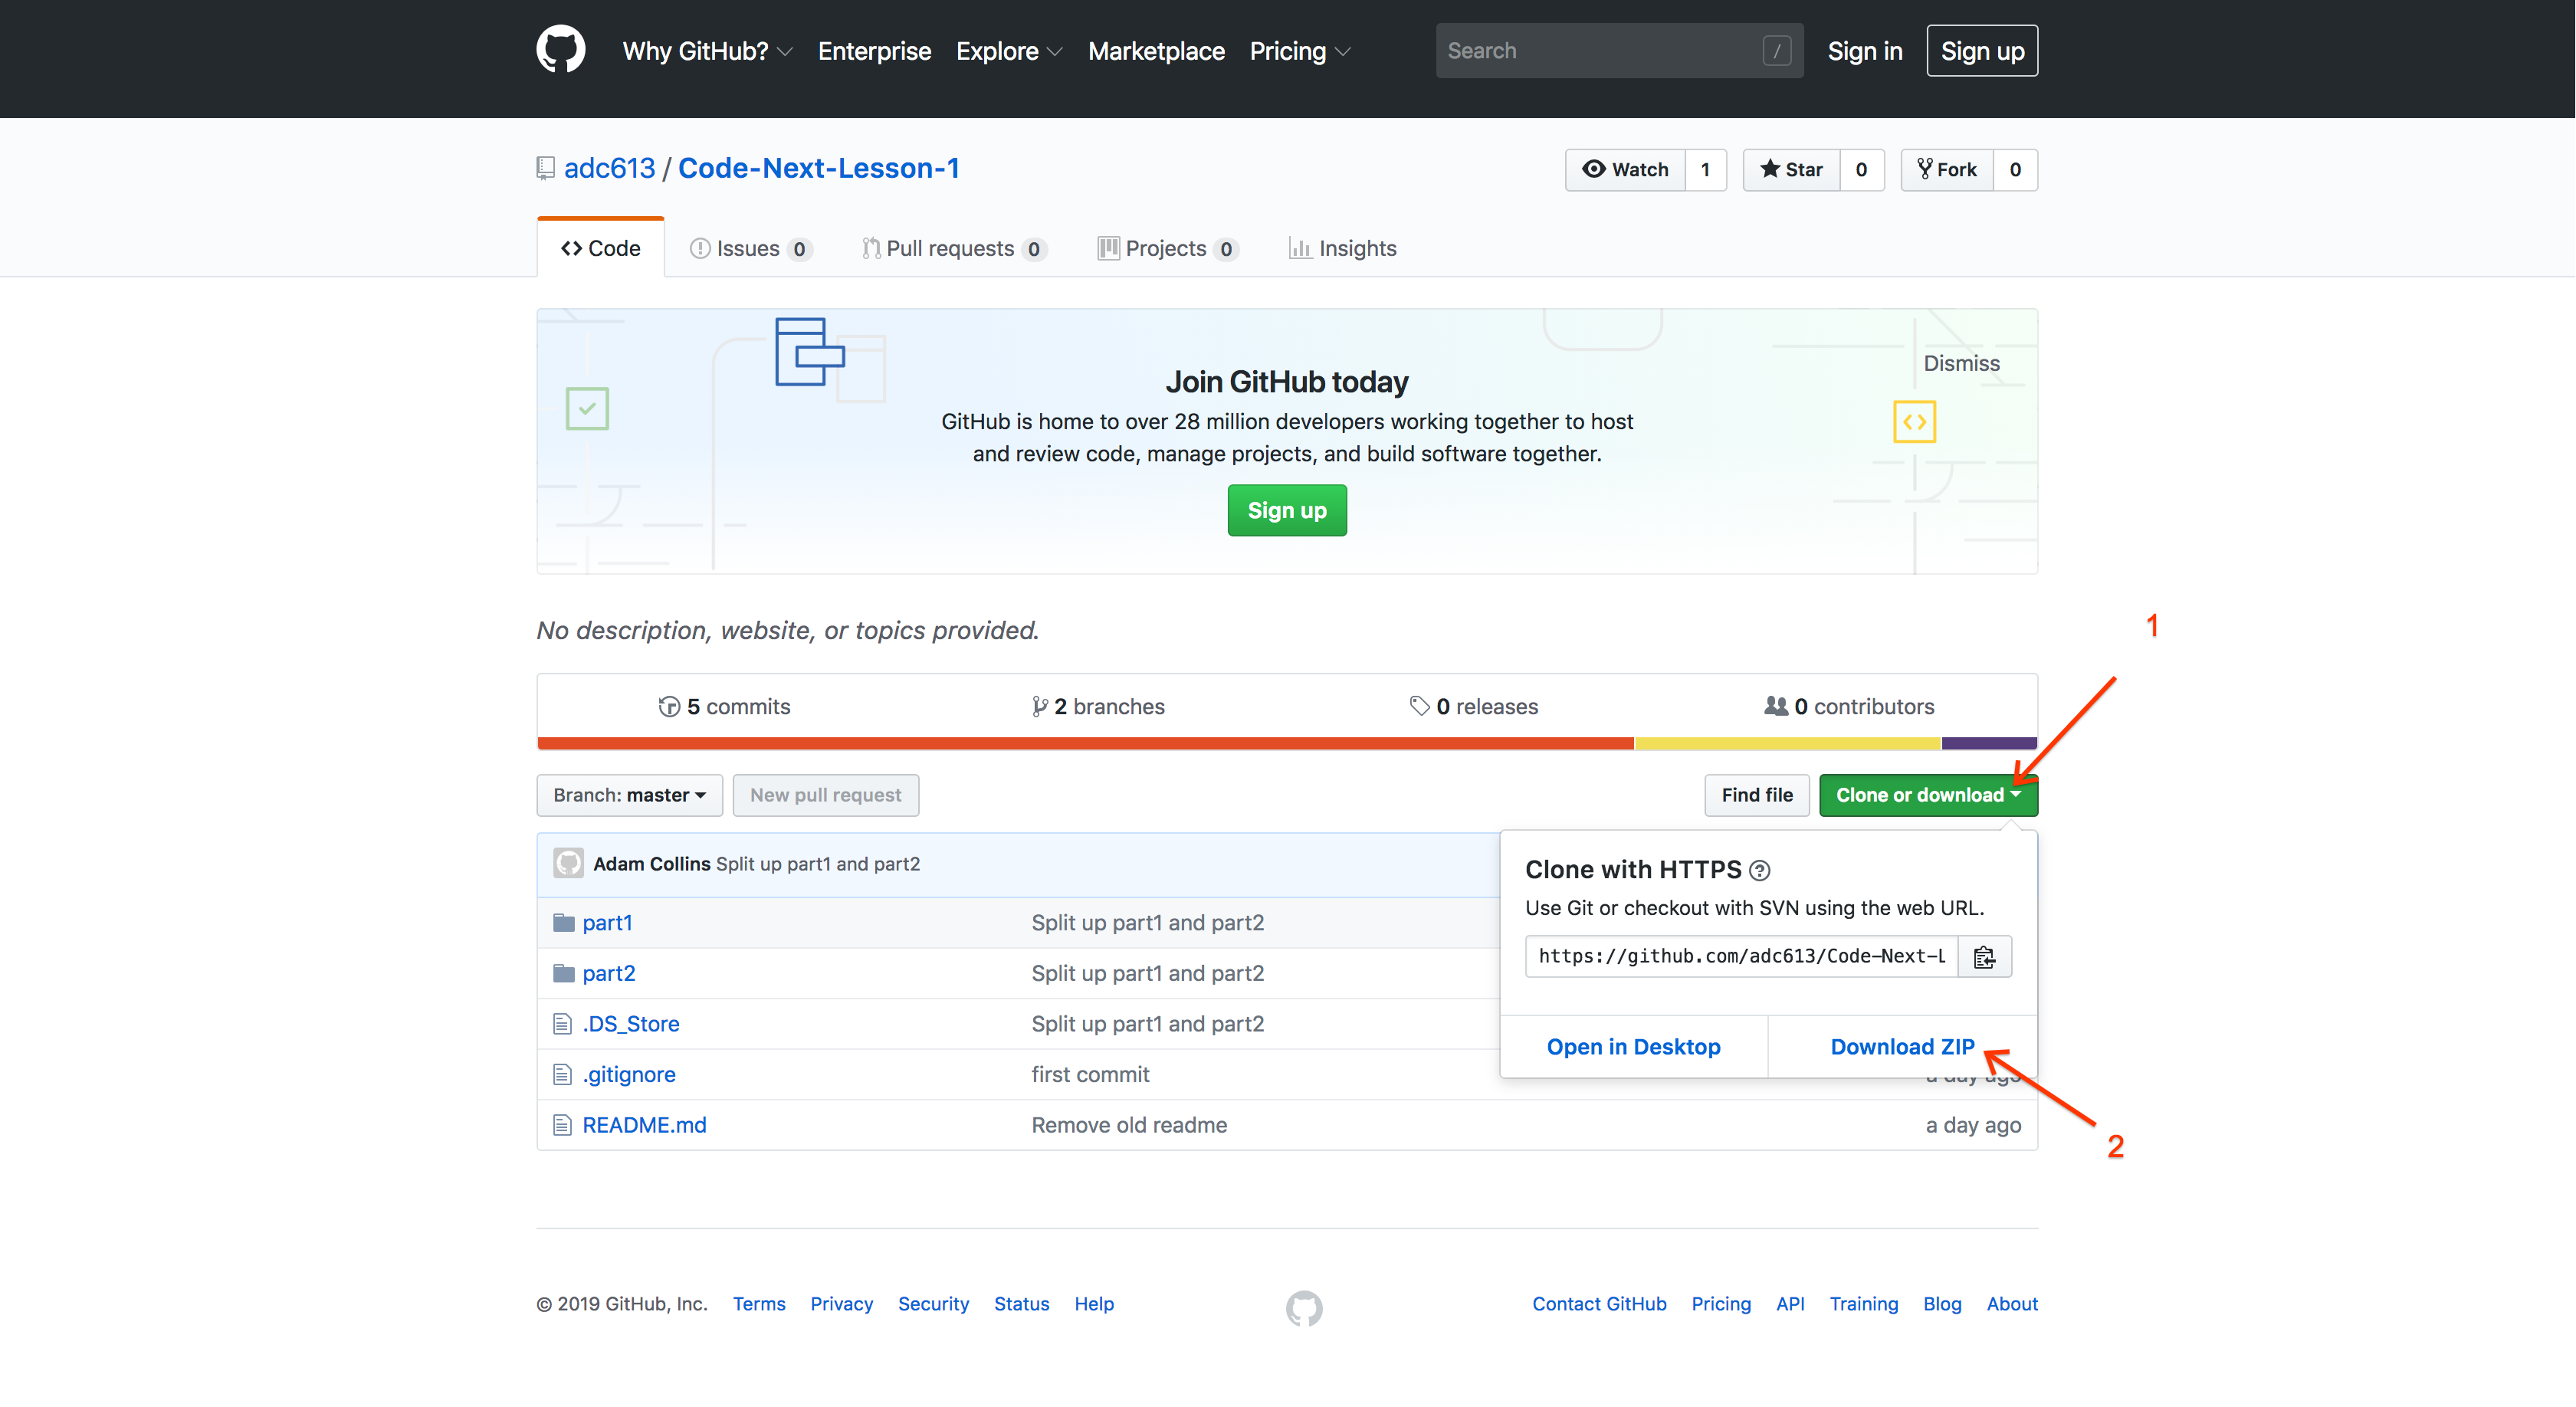 Why GitHub? Enterprise Explore Marketplace Pricing Search / Sign in Sign up
adc613 / Code-Next-Lesson-1 Watch 1 Star 0 Fork 0
Code Issues 0 Pull requests 0 Projects 0 Insights
Dismiss
Join GitHub today
GitHub is home to over 28 million developers working together to host
and review code, manage projects, and build software together.
Sign up
No description, website, or topics provided.
1
5 commits 2 branches 0 releases 0 contributors
Branch: master New pull request Find file Clone or download
Adam Collins Split up part1 and part2
Clone with HTTPS ?
Use Git or checkout with SVN using the web URL.
https://github.com/adc613/Code-Next-L
Open in Desktop Download ZIP
part1 Split up part1 and part2
part2 Split up part1 and part2
.DS_Store Split up part1 and part2
.gitignore first commit a day ago
README.md Remove old readme a day ago
2
© 2019 GitHub, Inc. Terms Privacy Security Status Help Contact GitHub Pricing API Training Blog About